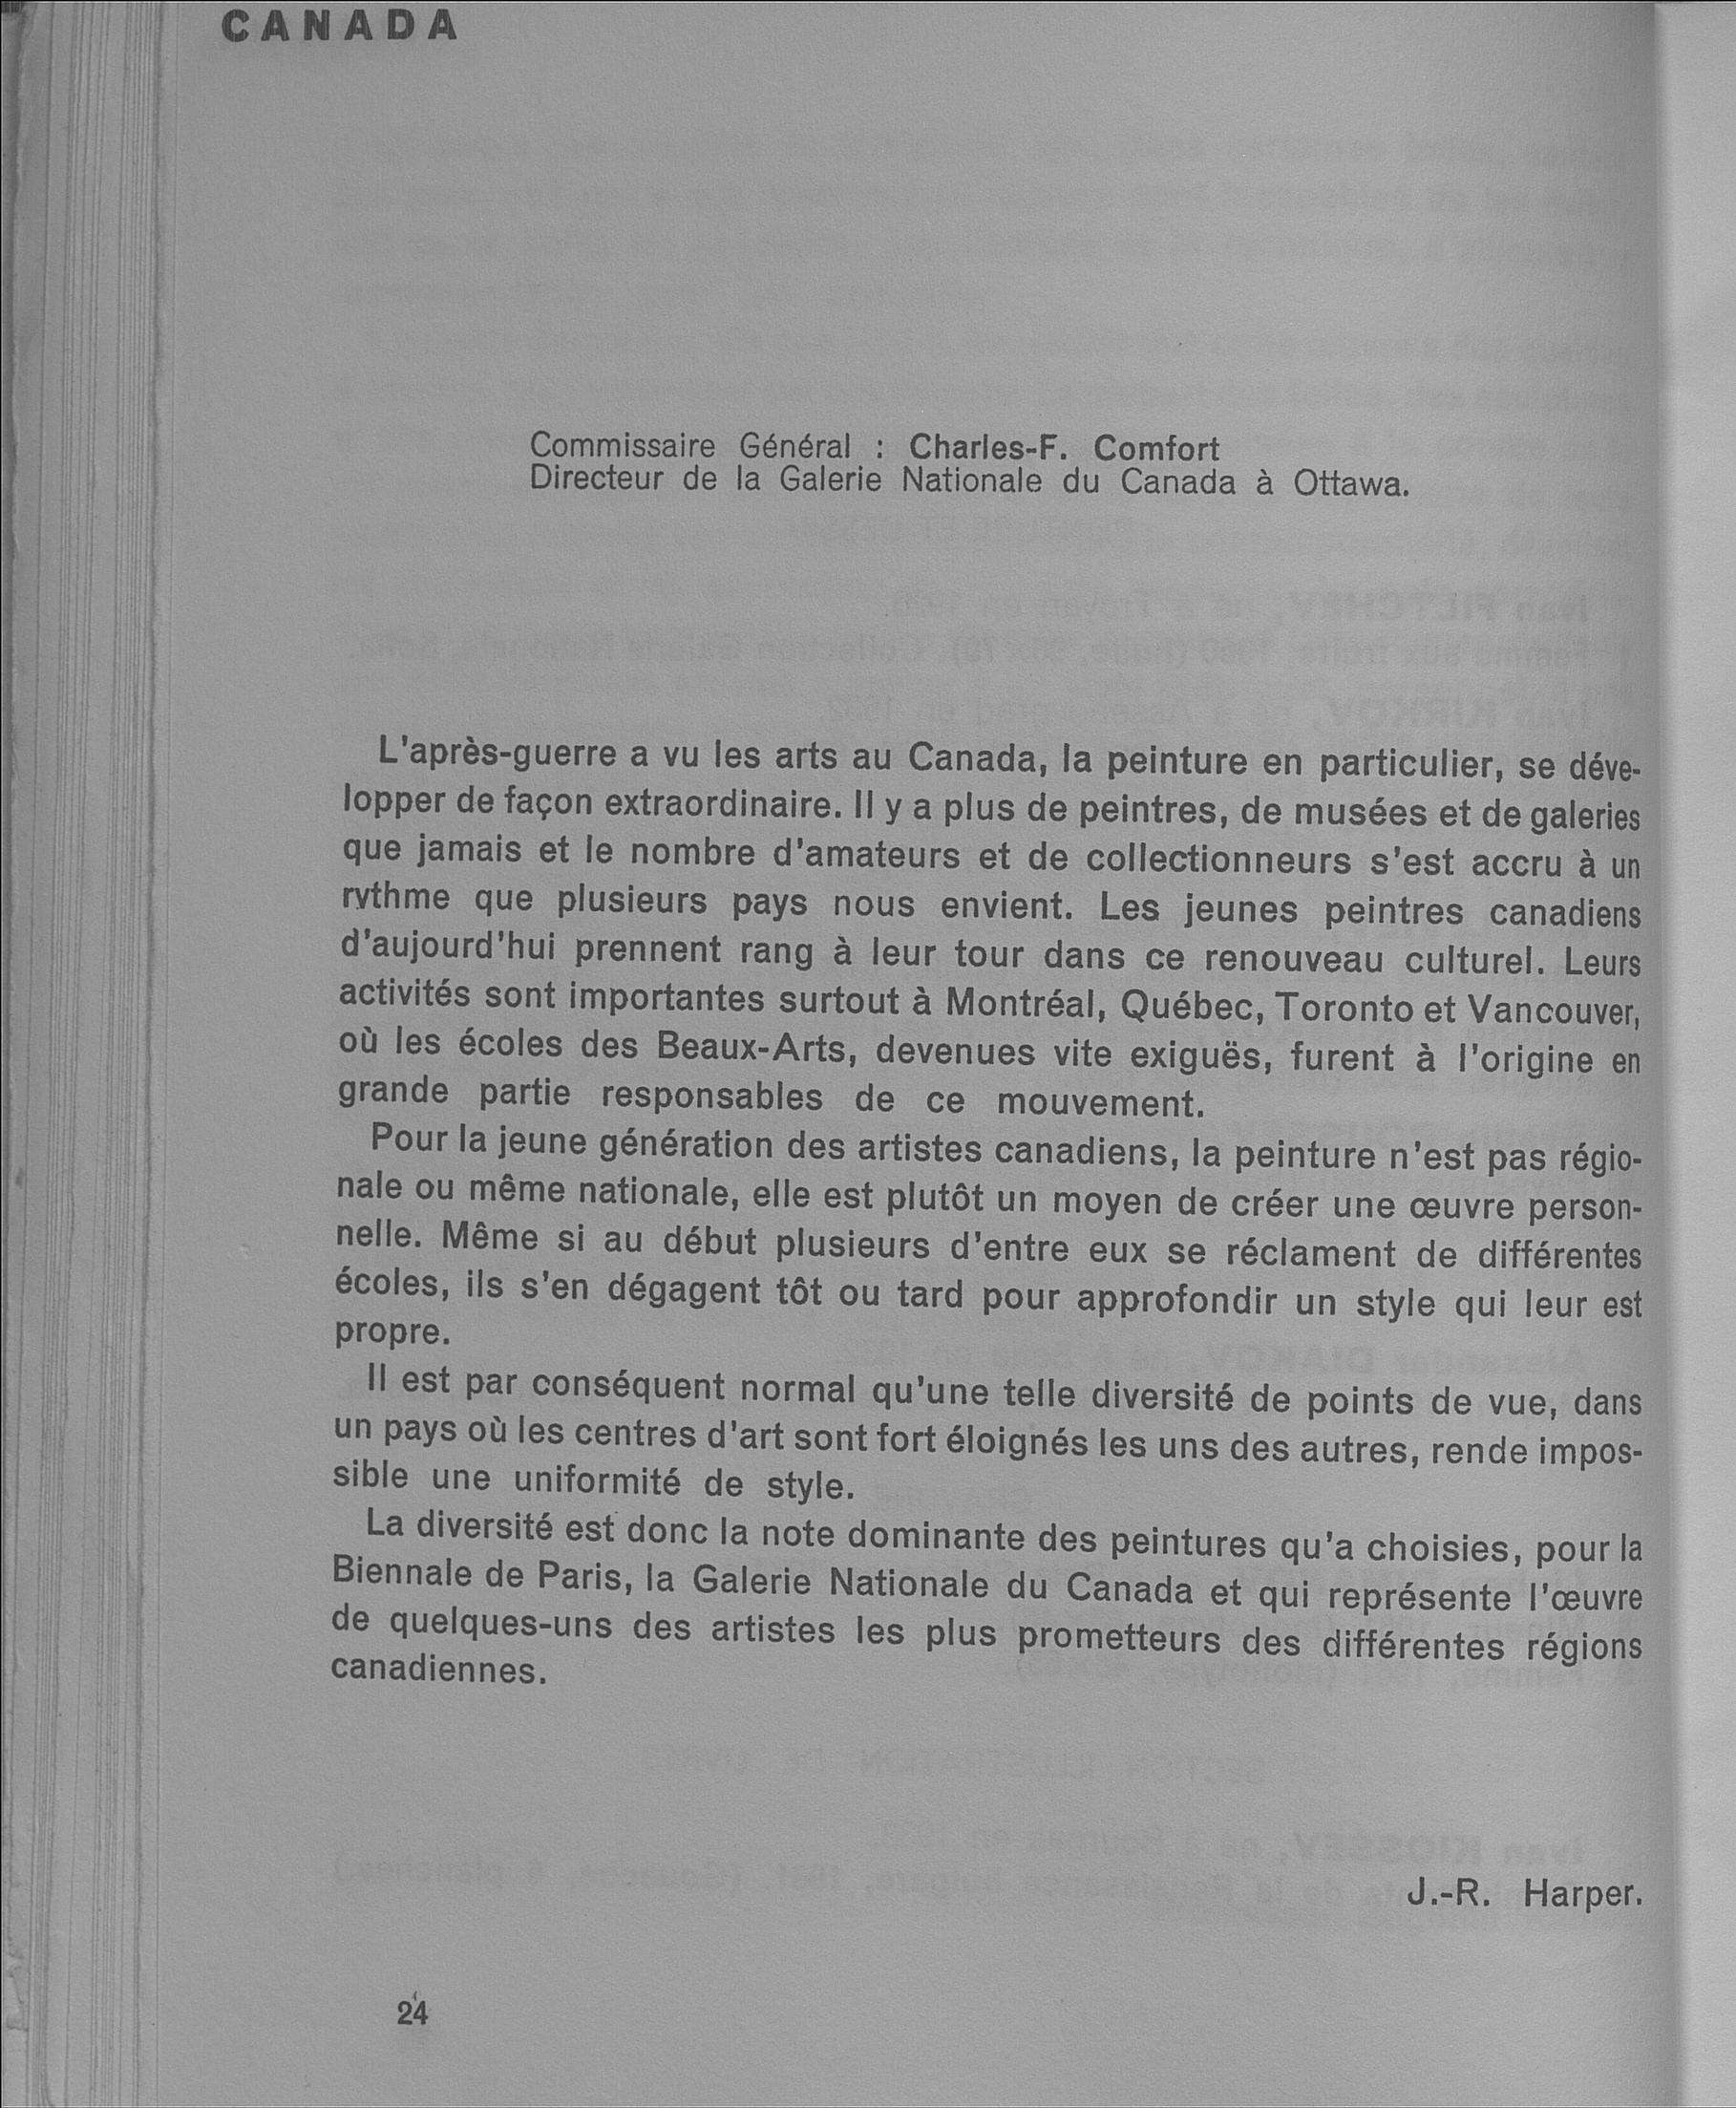 CANADA
Commissaire Général : Charles-F. Comfort
Directeur de la Galerie Nationale du Canada à Ottawa.
L'après-guerre a vu les arts au Canada, la peinture en particulier, se déve-
lopper de façon extraordinaire. Il y a plus de peintres, de musées et de galeries
que jamais et le nombre d'amateurs et de collectionneurs s'est accru à un
rythme que plusieurs pays nous envient. Les jeunes peintres canadiens
d'aujourd'hui prennent rang à leur tour dans ce renouveau culturel. Leurs
activités sont importantes surtout à Montréal, Québec, Toronto et Vancouver,
où les écoles des Beaux-Arts, devenues vite exiguës, furent à l'origine en
grande partie responsables de ce mouvement.
Pour la jeune génération des artistes canadiens, la peinture n'est pas régio-
nale ou même nationale, elle est plutôt un moyen de créer une œuvre person-
nelle. Même si au début plusieurs d'entre eux se réclament de différentes
écoles, ils s'en dégagent tôt ou tard pour approfondir un style qui leur est
propre.
Il est par conséquent normal qu'une telle diversité de points de vue, dans
un pays où les centres d'art sont fort éloignés les uns des autres, rende impos-
sible une uniformité de style.
La diversité est donc la note dominante des peintures qu'a choisies, pour la
Biennale de Paris, la Galerie Nationale du Canada et qui représente l'œuvre
de quelques-uns des artistes les plus prometteurs des différentes régions
canadiennes.
J.-R. Harper.
24